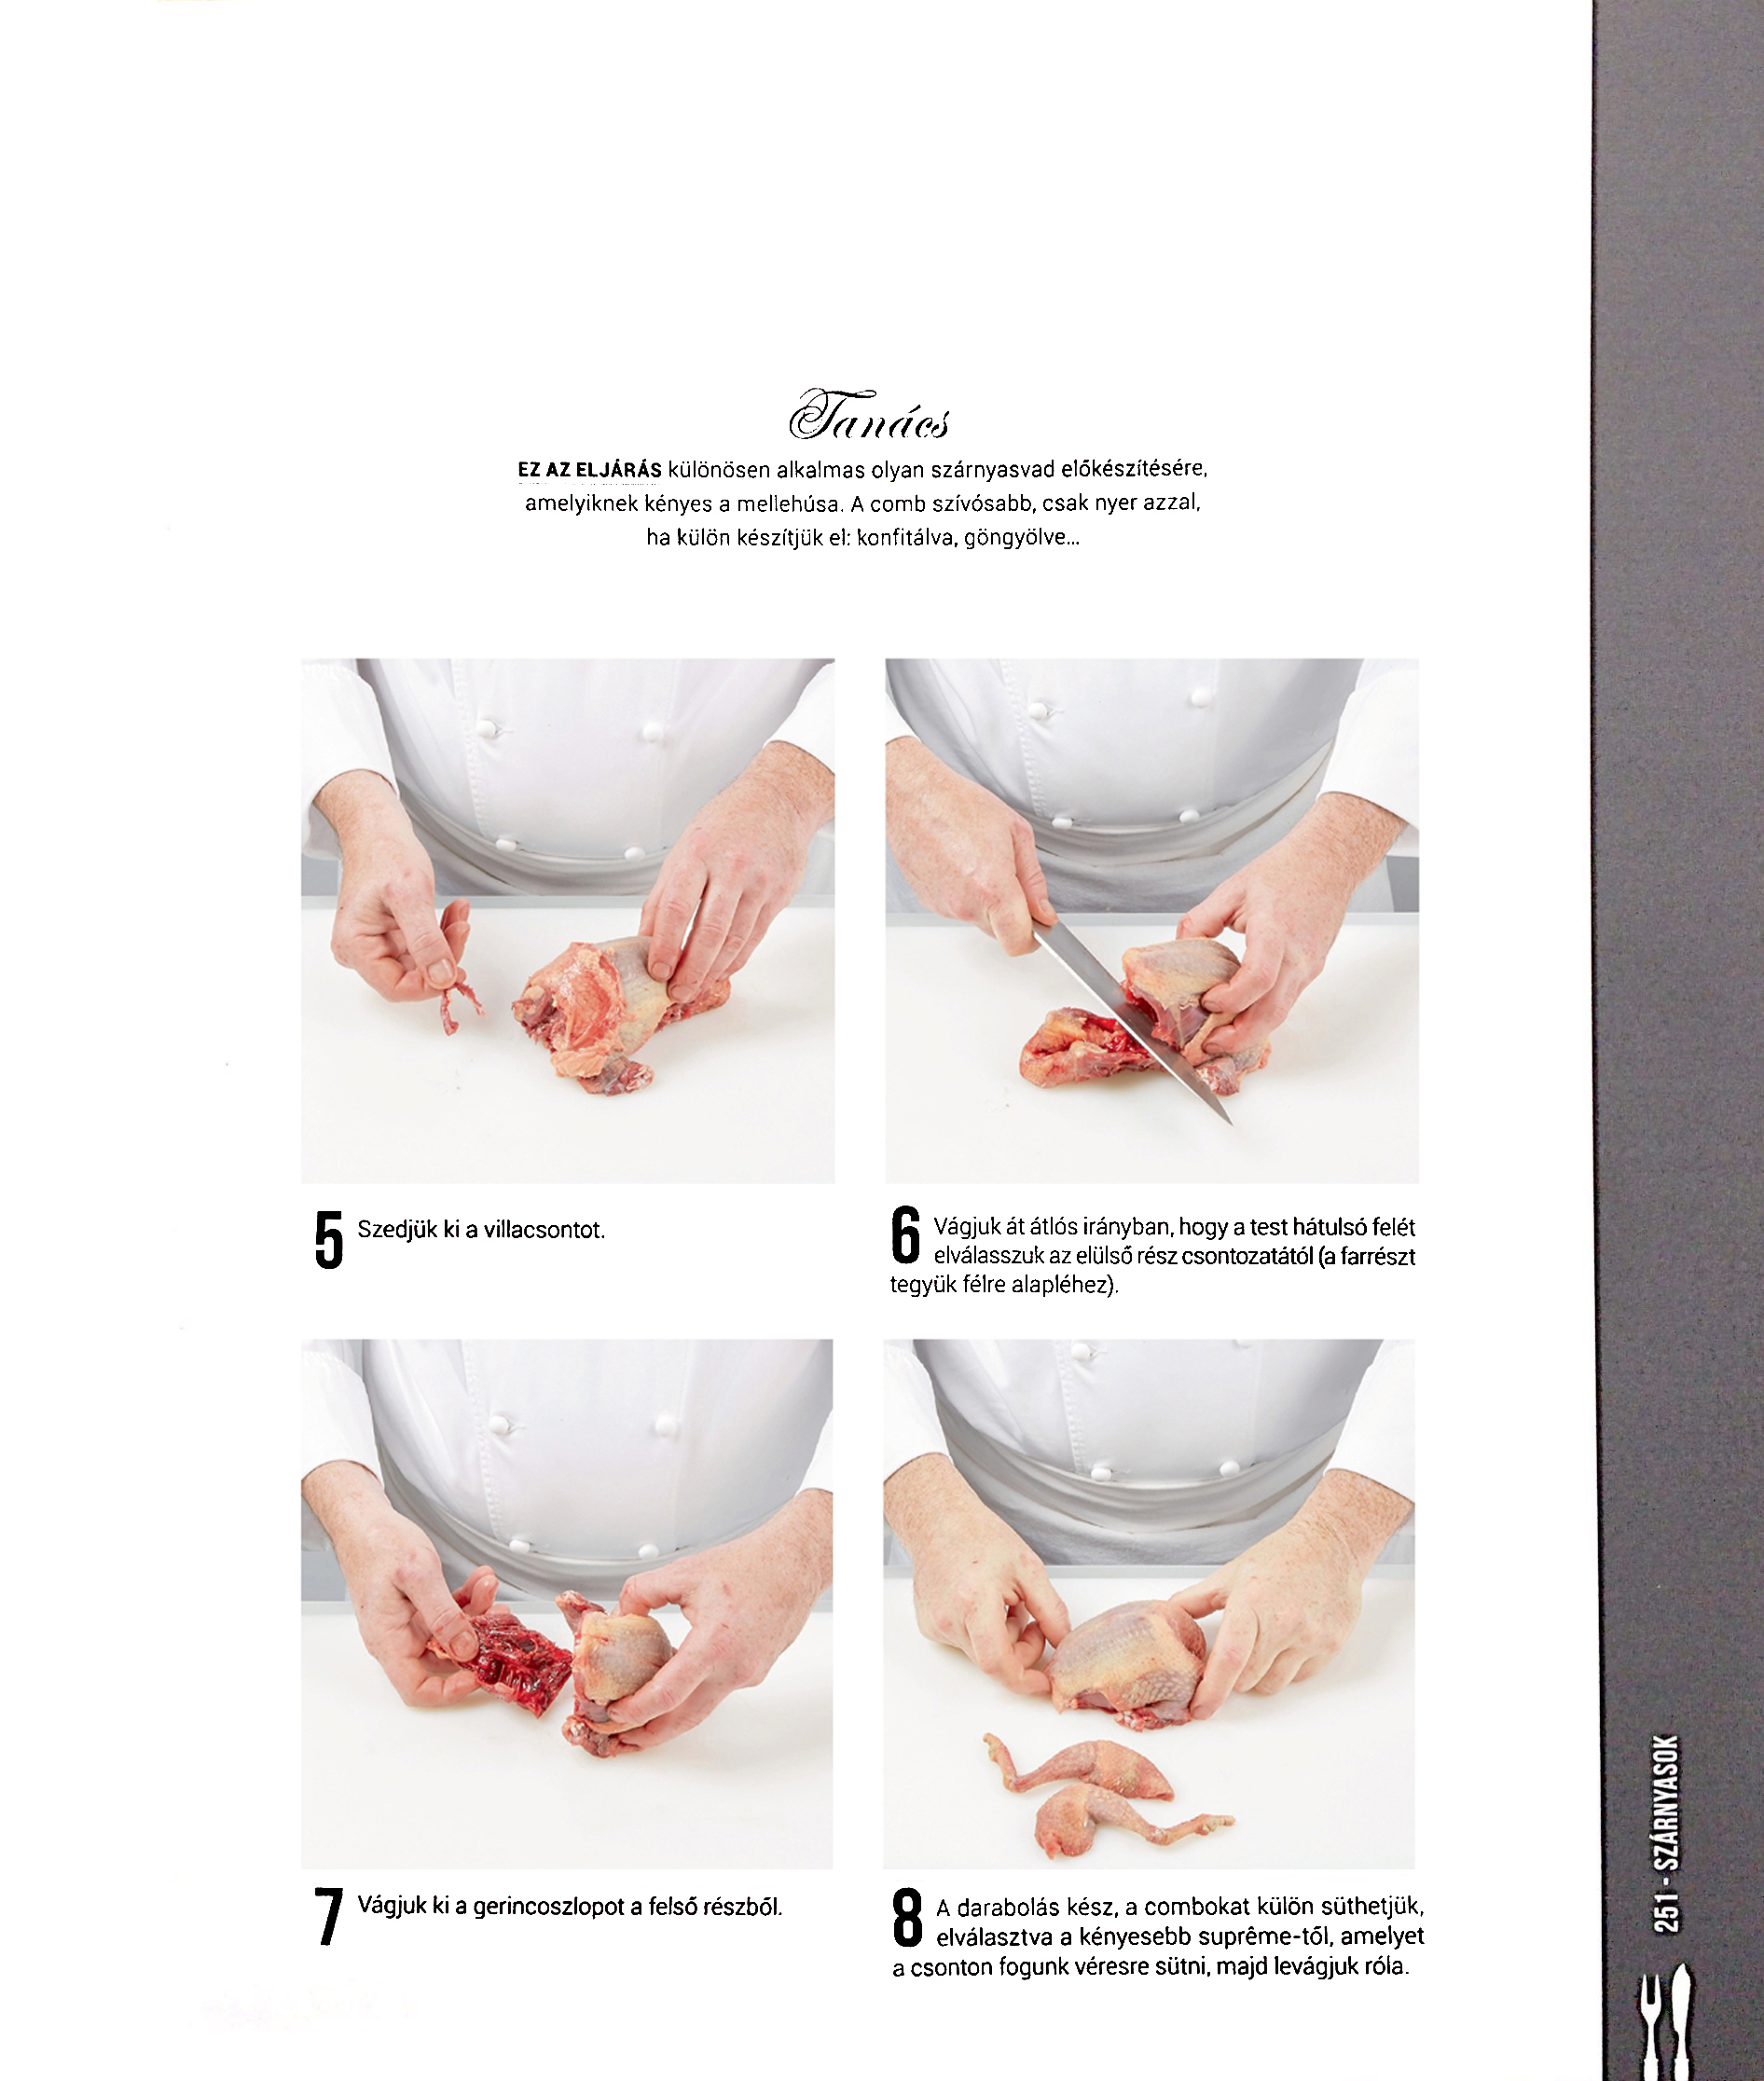 Tanács
EZ AZ ELJÁRÁS különösen alkalmas olyan szárnyasvad előkészítésére,
amelyiknek kényes a mellehúsa. A comb szívósabb, csak nyer azzal,
ha külön készítjük el: konfitálva, göngyölve...
5 Szedjük ki a villacsontot.
6 Vágjuk át átlós irányban, hogy a test hátulsó felét
elválasszuk az elülső rész csontozatától (a farrészt
tegyük félre alapléhez).
7 Vágjuk ki a gerincoszlopot a felső részből.
8 A darabolás kész, a combokat külön süthetjük,
elválasztva a kényesebb suprême-től, amelyet
a csonton fogunk véresre sütni, majd levágjuk róla.
251 - SZÁRNYASOK